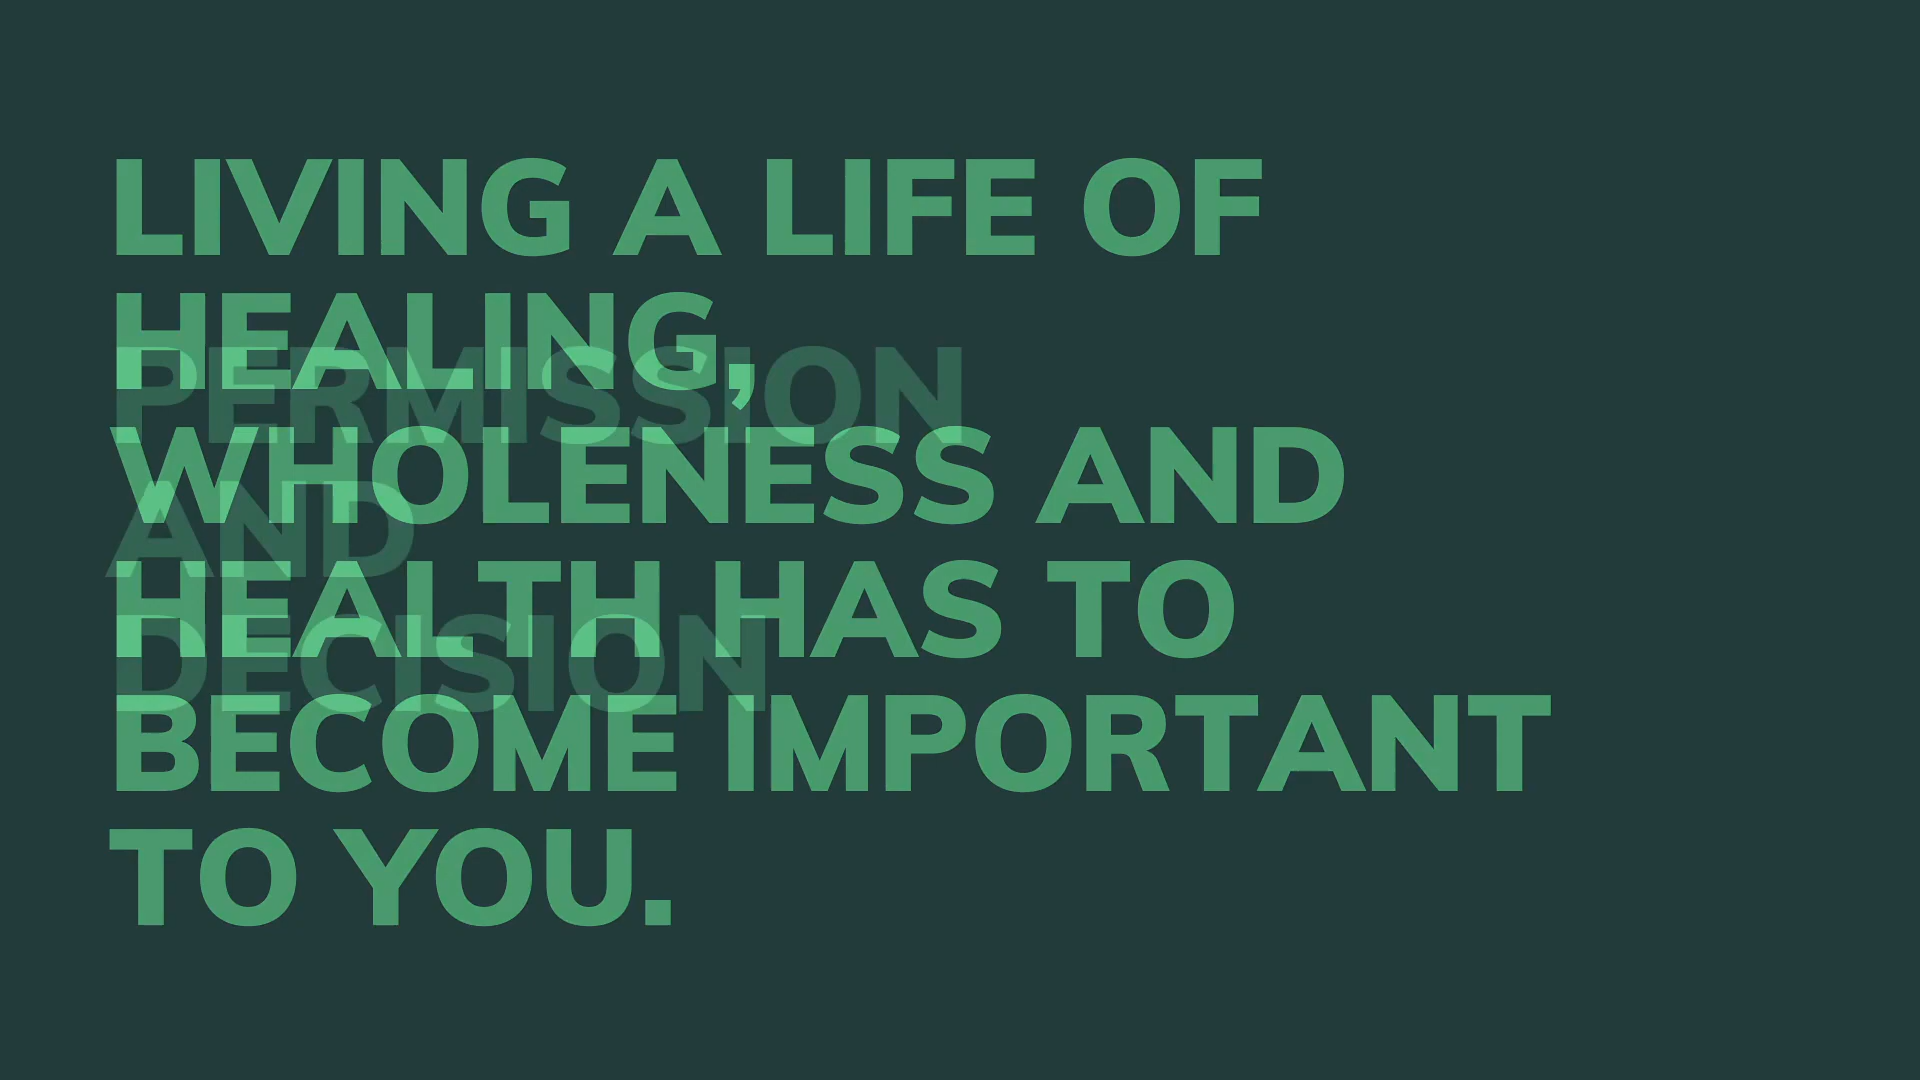 LIVING A LIFE OF
HEALING,
WHOLENESS AND
HEALTH HAS TO
BECOME IMPORTANT
TO YOU.
PERMISSION
AND
DECISION